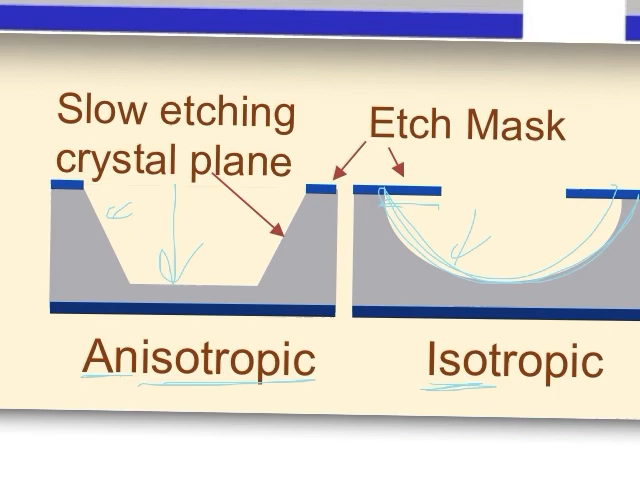 Slow etching
crystal plane
Etch Mask
Anisotropic
Isotropic